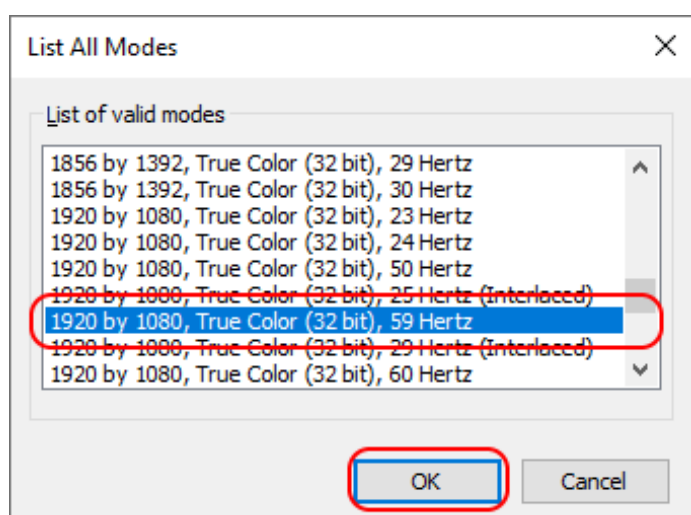 List All Modes
List of valid modes
1856 by 1392, True Color (32 bit), 29 Hertz
1856 by 1392, True Color (32 bit), 30 Hertz
1920 by 1080, True Color (32 bit), 23 Hertz
1920 by 1080, True Color (32 bit), 24 Hertz
1920 by 1080, True Color (32 bit), 50 Hertz
1920 by 1080, True Color (32 bit), 25 Hertz (Interlaced)
1920 by 1080, True Color (32 bit), 59 Hertz
1920 by 1080, True Color (32 bit), 29 Hertz (Interlaced)
1920 by 1080, True Color (32 bit), 60 Hertz
OK Cancel